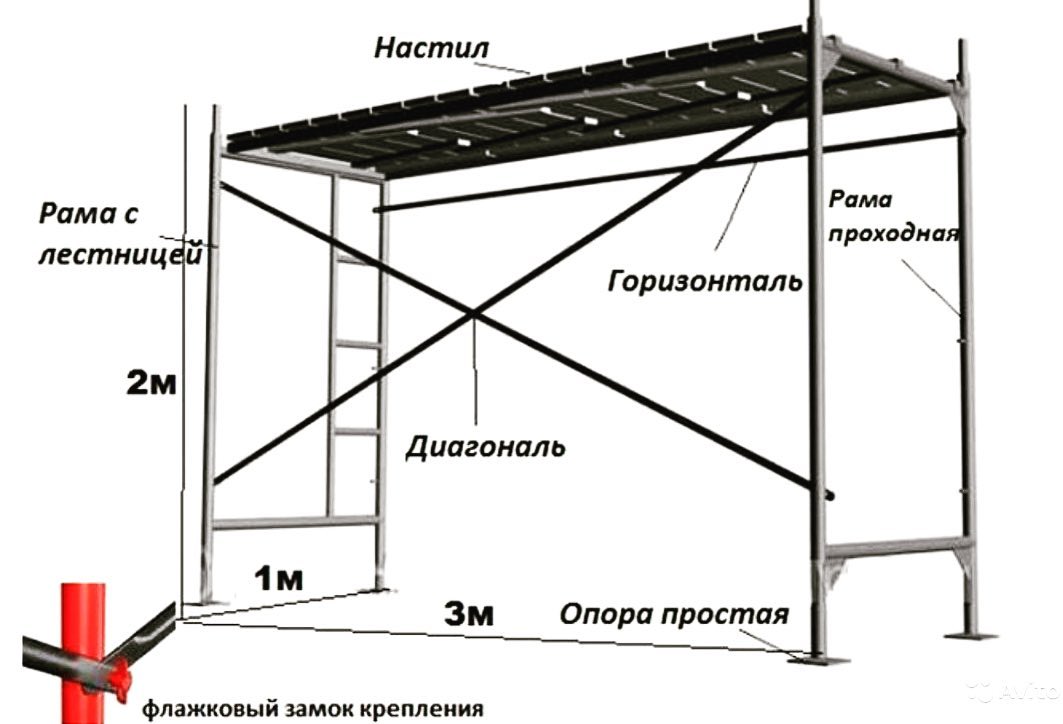 Настил
Рама с
лестницей
Рама
проходная
Горизонталь
2м
Диагональ
1м
3м
Опора простая
флажковый замок крепления
Avito